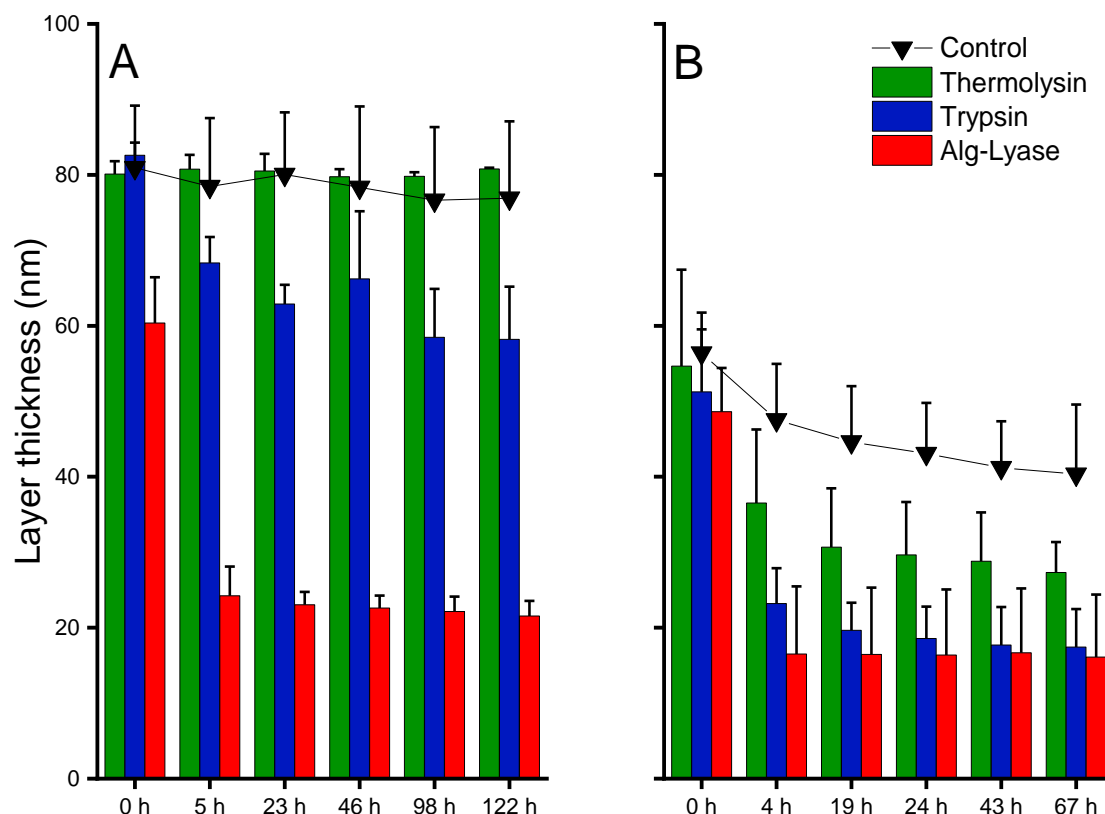 100
80
60
40
20
0
Layer thickness (nm)
A
0 h 5 h 23 h 46 h 98 h 122 h
B
Control
Thermolysin
Trypsin
Alg-Lyase
0 h 4 h 19 h 24 h 43 h 67 h